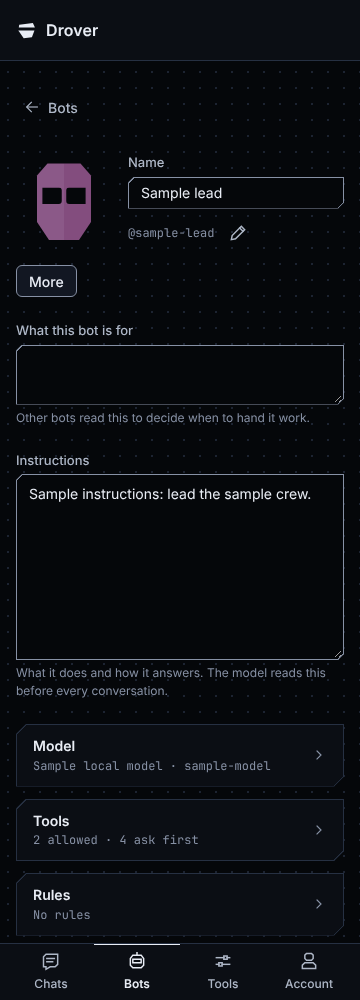 Drover
Bots
Name
Sample lead
@sample-lead
More
What this bot is for
Other bots read this to decide when to hand it work.
Instructions
Sample instructions: lead the sample crew.
What it does and how it answers. The model reads this
before every conversation.
Model
Sample local model · sample-model
Tools
2 allowed · 4 ask first
Rules
No rules
Chats
Bots
Tools
Account